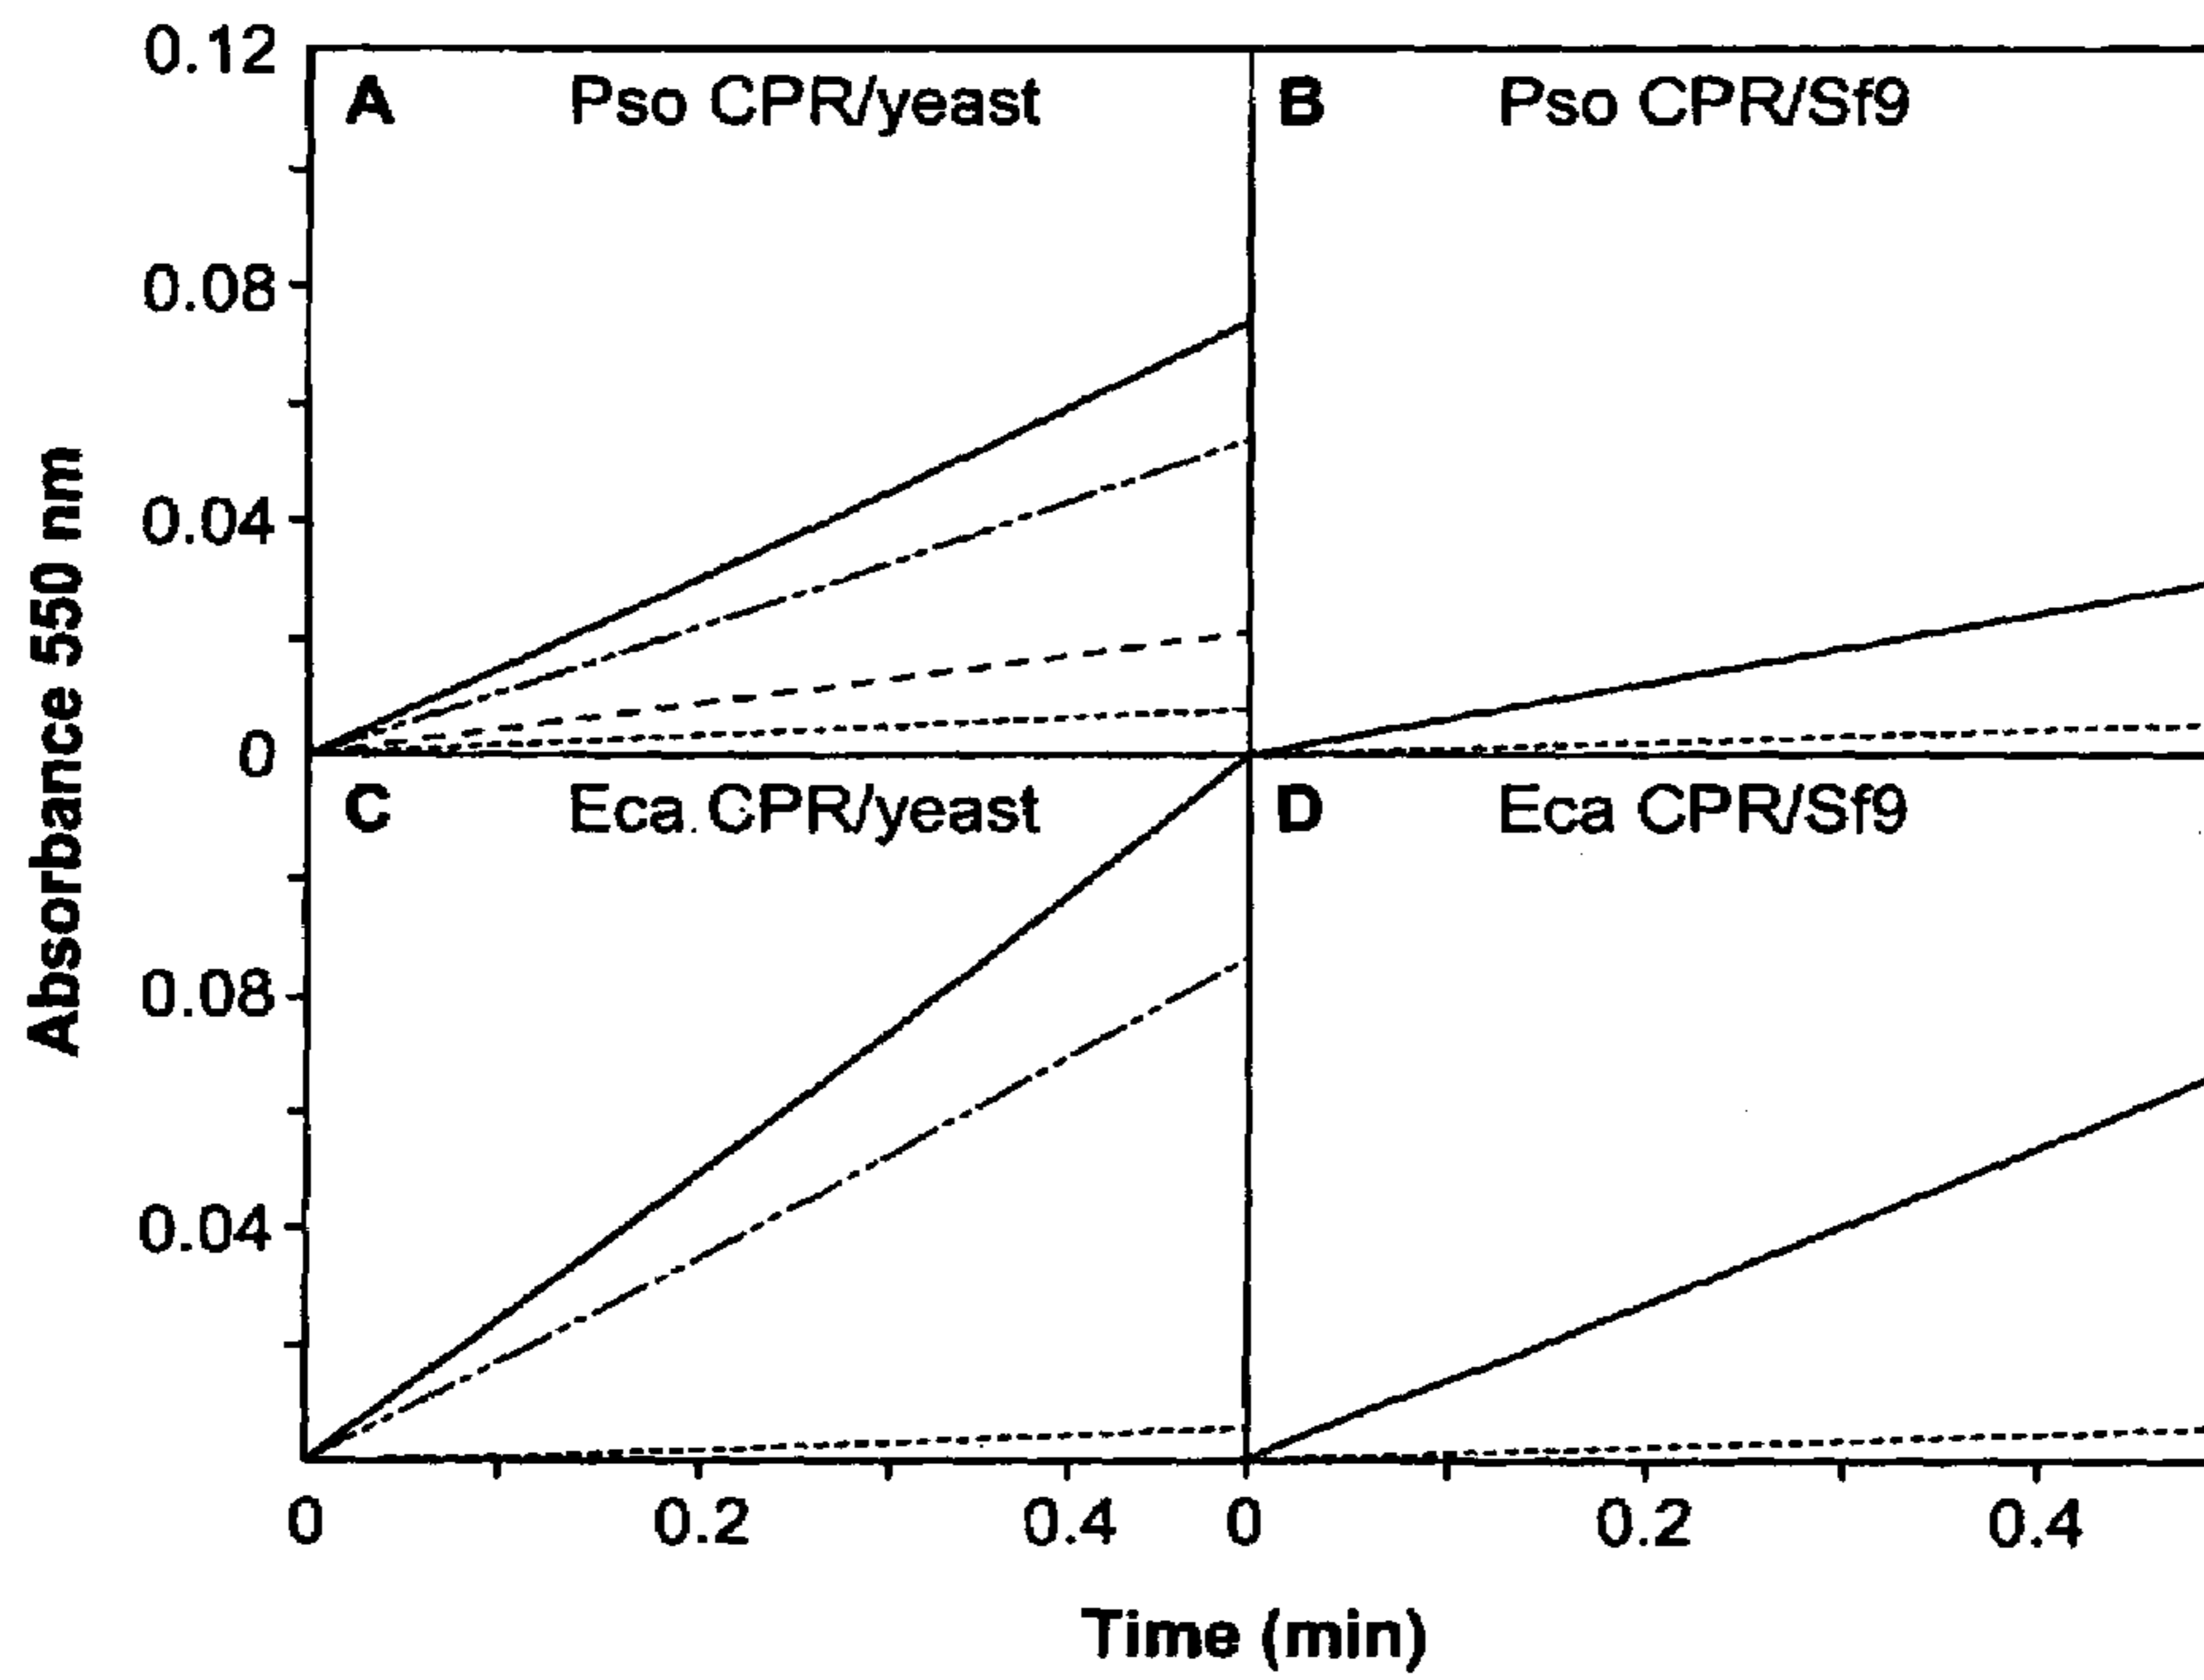 0.12
A Pso CPR/yeast
B Pso CPR/Sf9
0.08
0.04
0
Absorbance 550 nm
C Eca CPR/yeast
D Eca CPR/Sf9
0.08
0.04
0 0.2 0.4 0 0.2 0.4
Time (min)